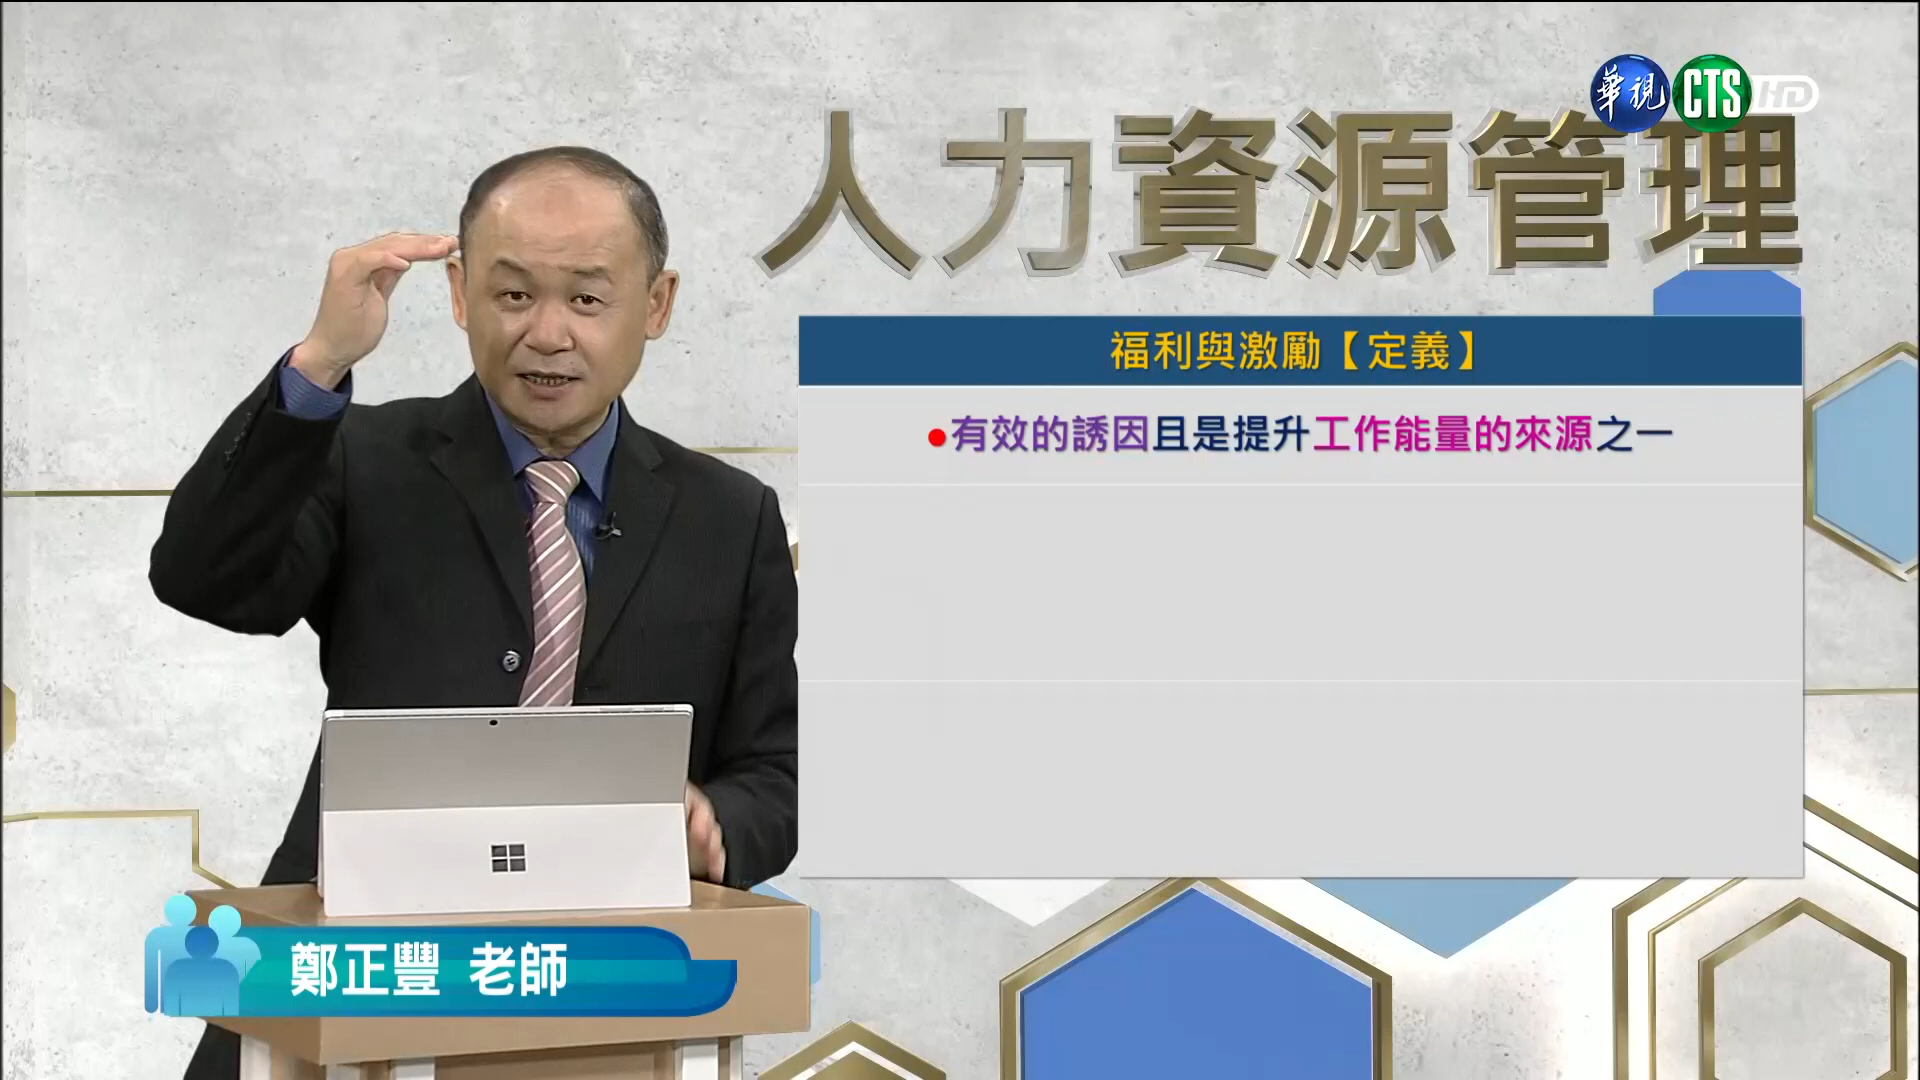 華視 CTS HD
人力資源管理
福利與激勵【定義】
●有效的誘因且是提升工作能量的來源之一
鄭正豐 老師